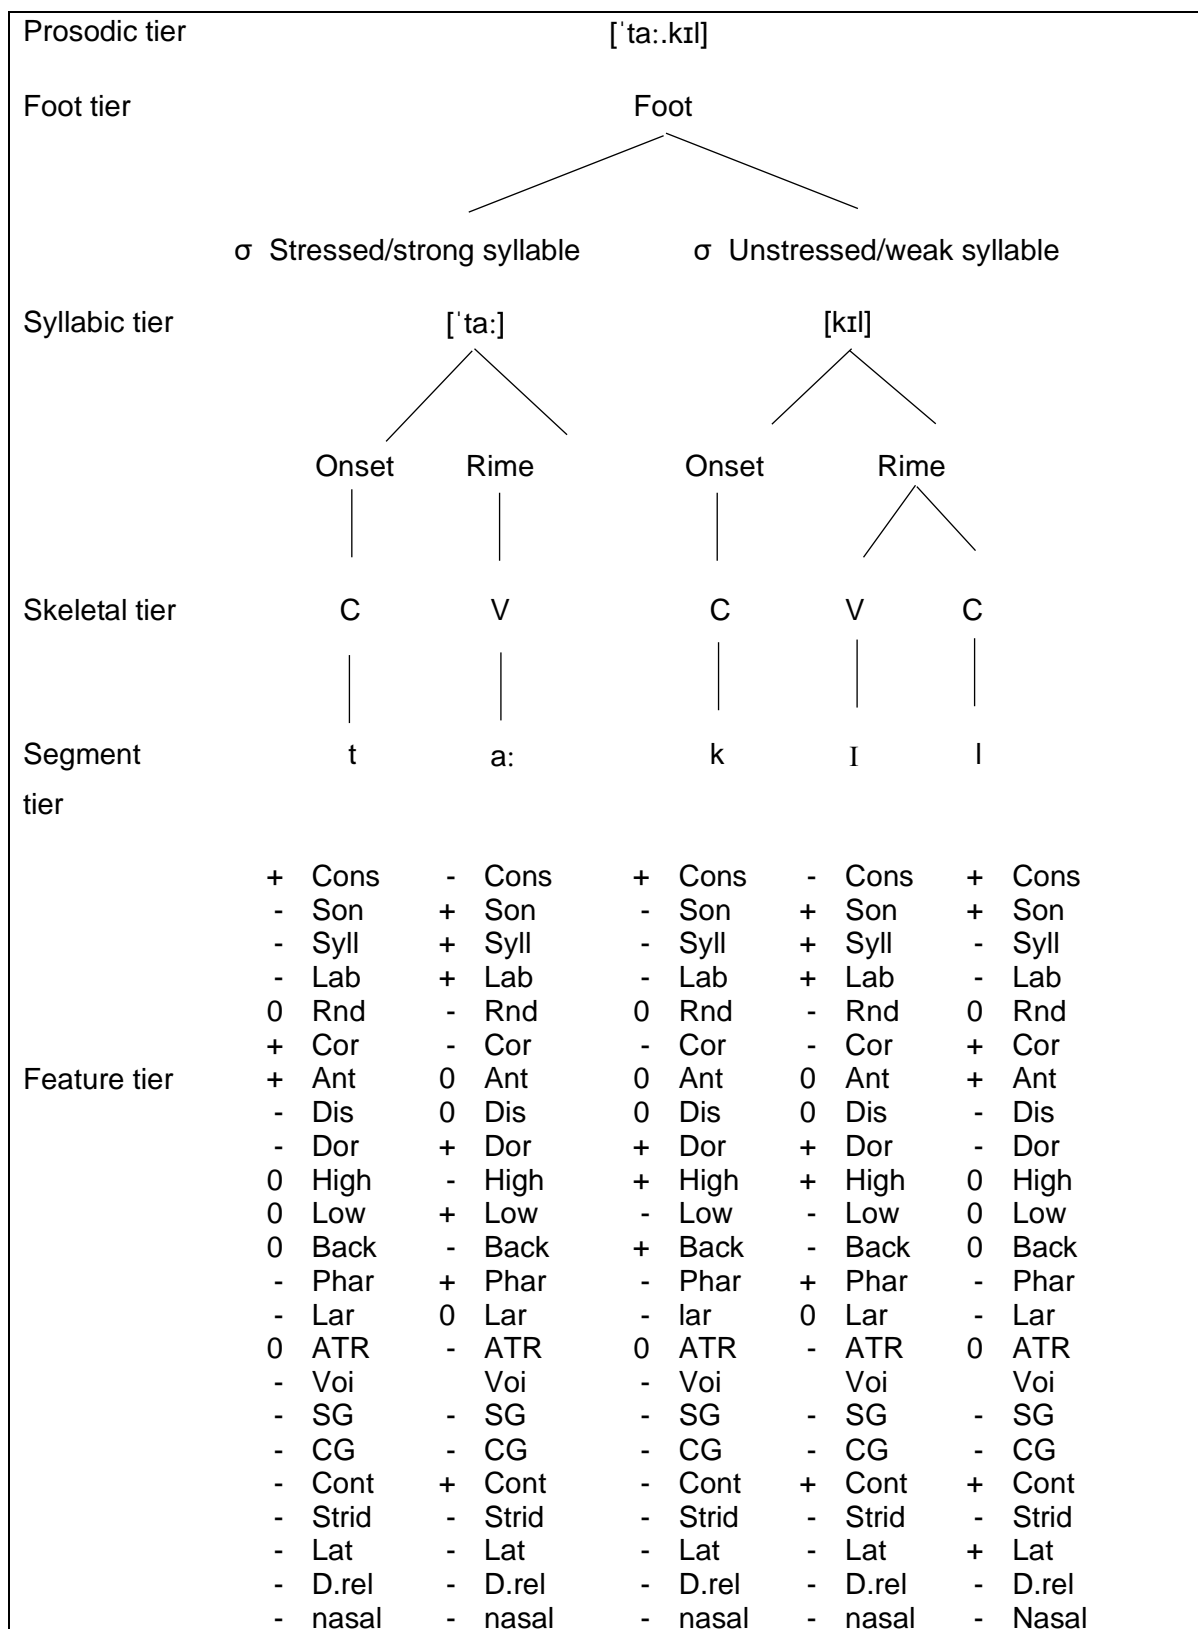 Prosodic tier [ˈta:.kɪl]
Foot tier Foot
σ Stressed/strong syllable σ Unstressed/weak syllable
Syllabic tier [ˈta:] [kɪl]
Onset Rime Onset Rime
Skeletal tier C V C V C
Segment t a: k I l
tier
+ Cons - Cons + Cons - Cons + Cons
- Son + Son - Son + Son + Son
- Syll + Syll - Syll + Syll - Syll
- Lab + Lab - Lab + Lab - Lab
0 Rnd - Rnd 0 Rnd - Rnd 0 Rnd
+ Cor - Cor - Cor - Cor + Cor
Feature tier + Ant 0 Ant 0 Ant 0 Ant + Ant
- Dis 0 Dis 0 Dis 0 Dis - Dis
- Dor + Dor + Dor + Dor - Dor
0 High - High + High + High 0 High
0 Low + Low - Low - Low 0 Low
0 Back - Back + Back - Back 0 Back
- Phar + Phar - Phar + Phar - Phar
- Lar 0 Lar - lar 0 Lar - Lar
0 ATR - ATR 0 ATR - ATR 0 ATR
- Voi Voi - Voi Voi Voi
- SG - SG - SG - SG - SG
- CG - CG - CG - CG - CG
- Cont + Cont - Cont + Cont + Cont
- Strid - Strid - Strid - Strid - Strid
- Lat - Lat - Lat - Lat + Lat
- D.rel - D.rel - D.rel - D.rel - D.rel
- nasal - nasal - nasal - nasal - Nasal